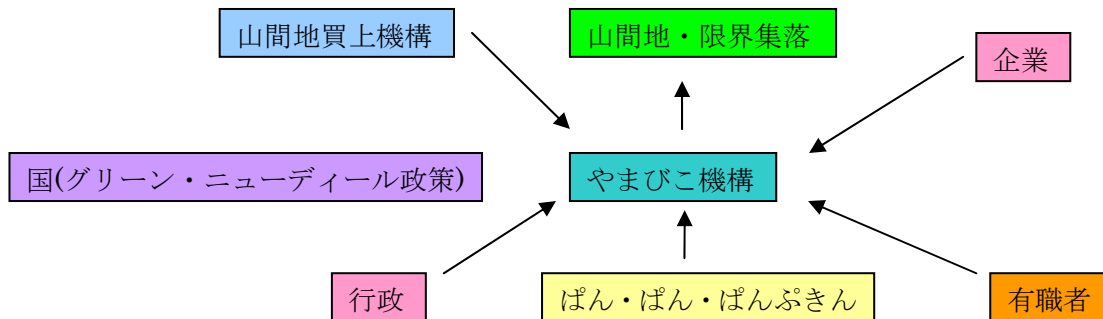 山間地買上機構
山間地・限界集落
企業
国(グリーン・ニューディール政策)
やまびこ機構
行政
ぱん・ぱん・ぱんぷきん
有職者